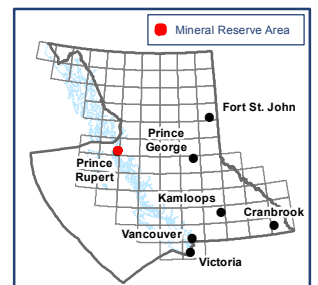 Mineral Reserve Area
Fort St. John
Prince
George
Prince
Rupert
Kamloops
Cranbrook
Vancouver
Victoria